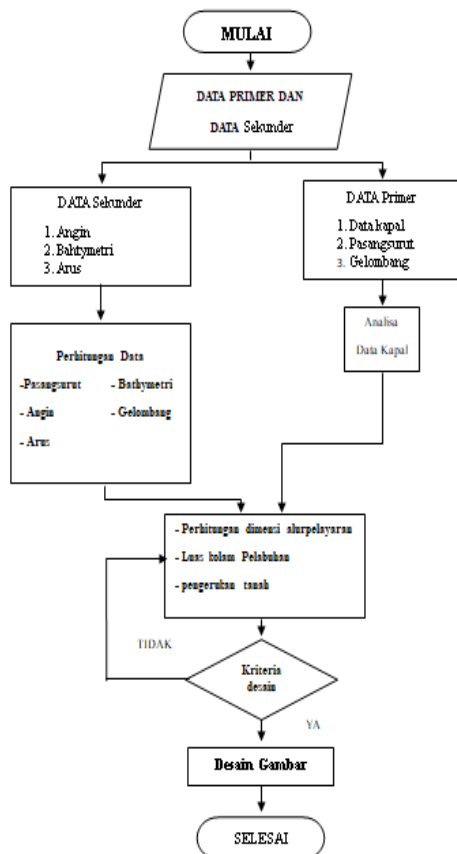 MULAI
DATA PRIMER DAN
DATA Sekunder
DATA Sekunder
1. Angin
2. Bahtymetri
3. Arus
DATA Primer
1. Data kapal
2. Pasangsurut
3. Gelombang
Analisa
Data Kapal
Perhitungan Data
-Pasangsurut - Bathymetri
- Angin - Gelombang
- Arus
- Perhitungan dimensi alurpelayaran
- Luas kolam Pelabuhan
- pengerukan tanah
TIDAK
Kriteria
desain
YA
Desain Gambar
SELESAI